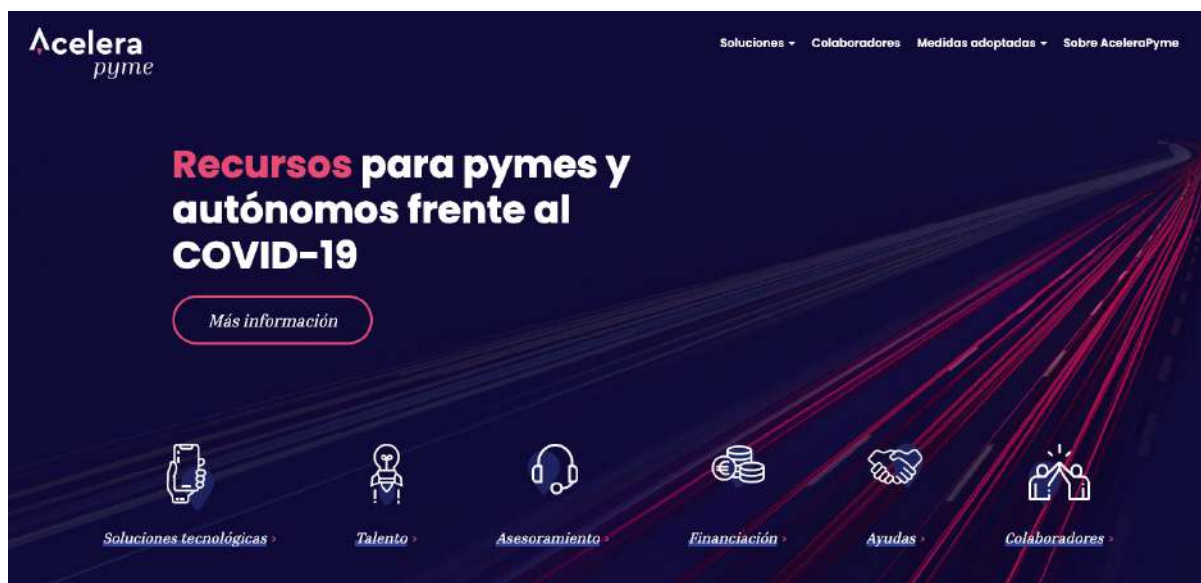 Acelera
pyme
Soluciones Colaboradores Medidas adoptadas Sobre AceleraPyme
Recursos para pymes y
autónomos frente al
COVID-19
Más información
Soluciones tecnológicas > Talento > Asesoramiento > Financiación > Ayudas > Colaboradores >